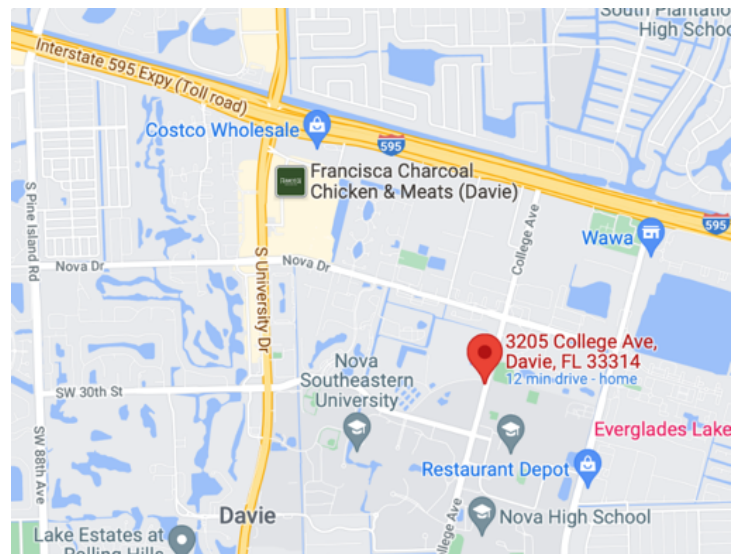 South Plantation
High School
Interstate 595 Expy (Toll road)
Costco Wholesale
595
Francisca Charcoal
Chicken & Meats (Davie)
S Pine Island Rd
College Ave
595
Wawa
S University Dr
Nova Dr
Nova Dr
3205 College Ave,
Davie, FL 33314
12 min drive - home
Nova
Southeastern
University
SW 30th St
Everglades Lake
Restaurant Depot
SW 88th Ave
College Ave
Nova High School
Davie
Lake Estates at
Rolling Hills